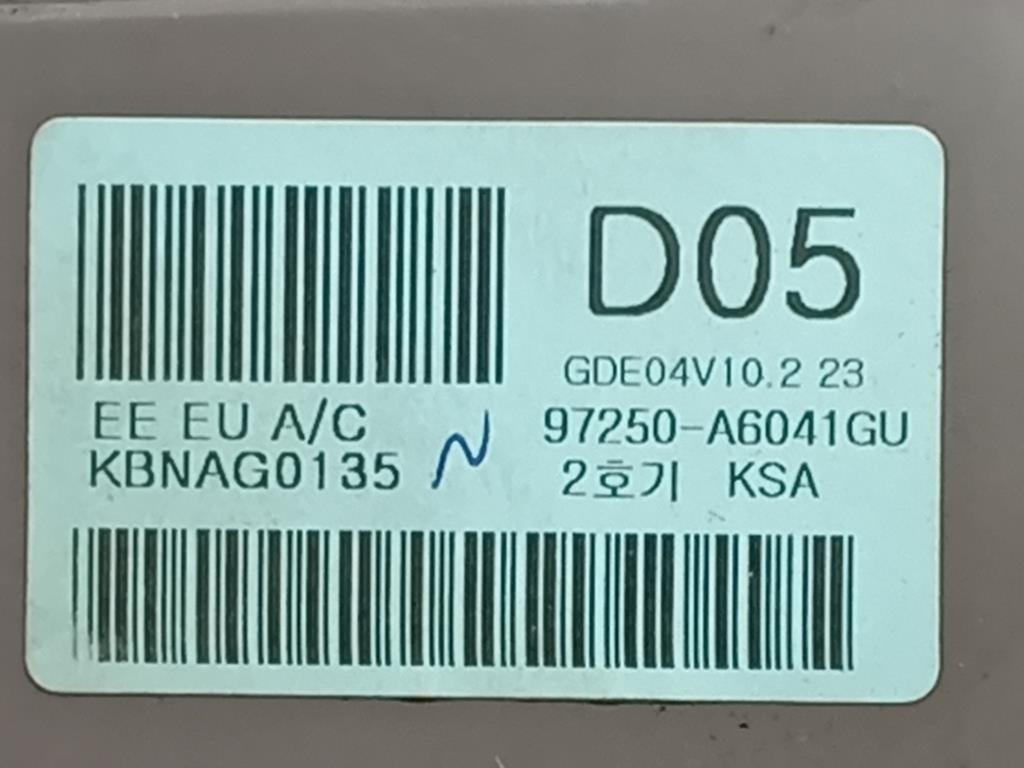 D05
GDE04V10.2 23
EE EU A/C
97250-A6041GU
KBNAG0135 N
2호기 KSA